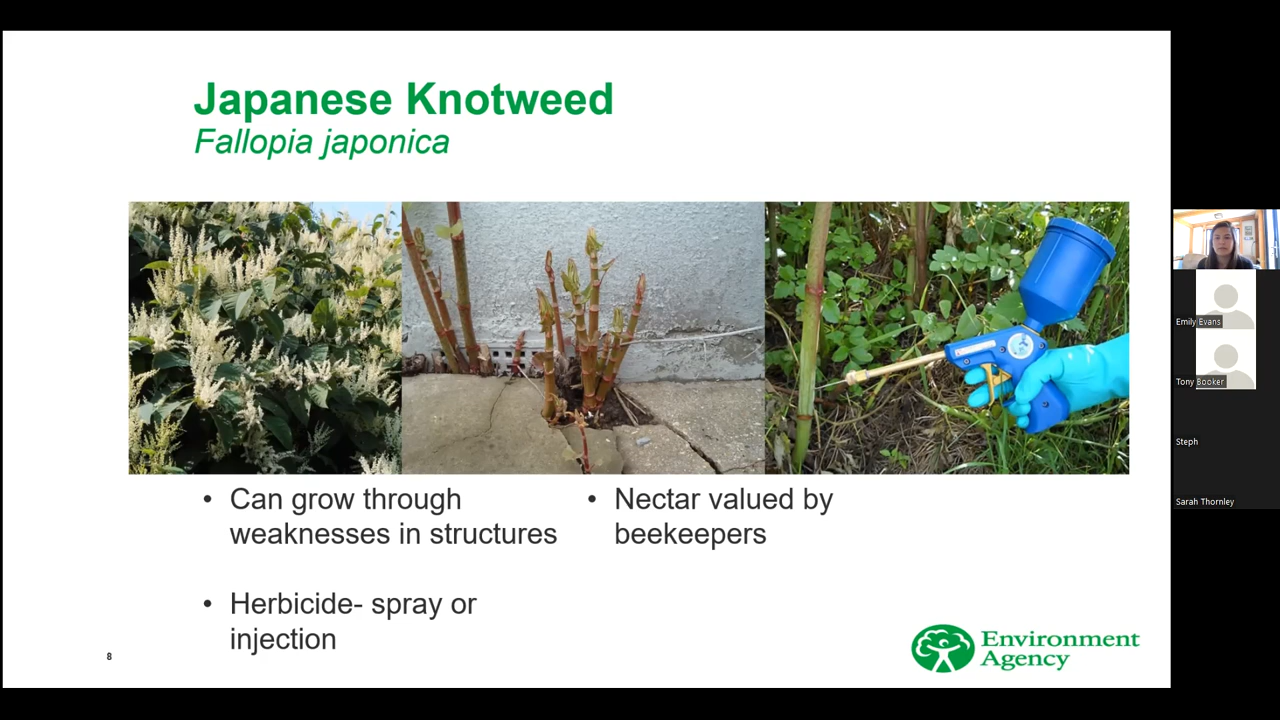 Japanese Knotweed
Fallopia japonica
• Can grow through
weaknesses in structures
• Herbicide- spray or
injection
• Nectar valued by
beekeepers
8
Environment
Agency
Emily Evans
Tony Booker
Steph
Sarah Thornley